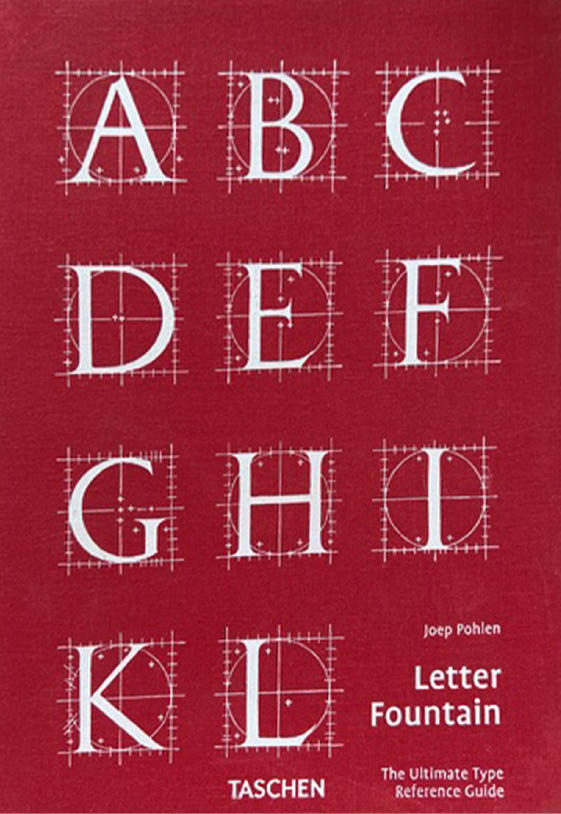 A B C
D E F
G H I
Joep Pohlen
K L
Letter
Fountain
The Ultimate Type
Reference Guide
TASCHEN